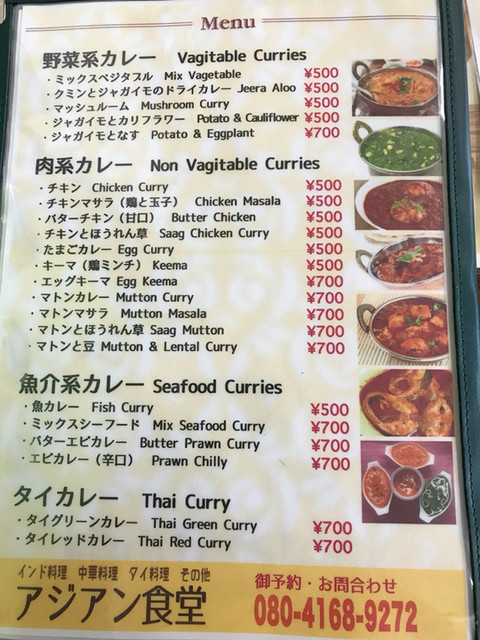 Menu
野菜系カレー Vagitable Curries
・ミックスベジタブル Mix Vagetable ¥500
・クミンとジャガイモのドライカレー Jeera Aloo ¥500
・マッシュルーム Mushroom Curry ¥500
・ジャガイモとカリフラワー Potato & Cauliflower ¥500
・ジャガイモとなす Potato & Eggplant ¥700
肉系カレー Non Vagitable Curries
・チキン Chicken Curry ¥500
・チキンマサラ（鶏と玉子） Chicken Masala ¥500
・バターチキン（甘口） Butter Chicken ¥500
・チキンとほうれん草 Saag Chicken Curry ¥500
・たまごカレー Egg Curry ¥500
・キーマ（鶏ミンチ） Keema ¥500
・エッグキーマ Egg Keema ¥700
・マトンカレー Mutton Curry ¥700
・マトンマサラ Mutton Masala ¥700
・マトンとほうれん草 Saag Mutton ¥700
・マトンと豆 Mutton & Lental Curry ¥700
魚介系カレー Seafood Curries
・魚カレー Fish Curry ¥500
・ミックスシーフード Mix Seafood Curry ¥700
・バターエビカレー Butter Prawn Curry ¥700
・エビカレー（辛口） Prawn Chilly ¥700
タイカレー Thai Curry
・タイグリーンカレー Thai Green Curry ¥700
・タイレッドカレー Thai Red Curry ¥700
インド料理 中華料理 タイ料理 その他
アジアン食堂
御予約・お問合わせ
080-4168-9272